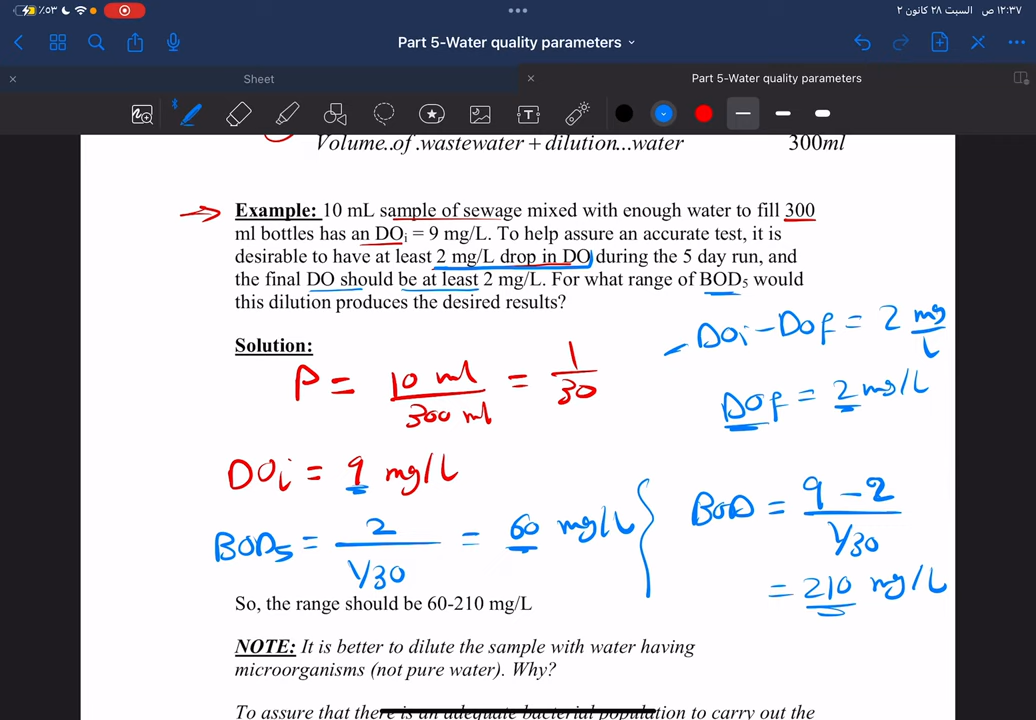 ٥٣٪
السبت ٢٨ كانون ٢
١٢:٣٧ ص
Part 5-Water quality parameters
Sheet
Part 5-Water quality parameters
Volume..of .wastewater + dilution...water
300ml
Example: 10 mL sample of sewage mixed with enough water to fill 300
ml bottles has an DOi = 9 mg/L. To help assure an accurate test, it is
desirable to have at least 2 mg/L drop in DO during the 5 day run, and
the final DO should be at least 2 mg/L. For what range of BOD5 would
this dilution produces the desired results?
DOi - DOf = 2 mg/L
Solution:
P = 10 ml / 300 ml = 1/30
DOf = 2 mg/L
DOi = 9 mg/L
BOD5 = 2 / 1/30 = 60 mg/L
BOD = 9 - 2 / 1/30
= 210 mg/L
So, the range should be 60-210 mg/L
NOTE: It is better to dilute the sample with water having
microorganisms (not pure water). Why?
To assure that there is an adequate bacterial population to carry out the